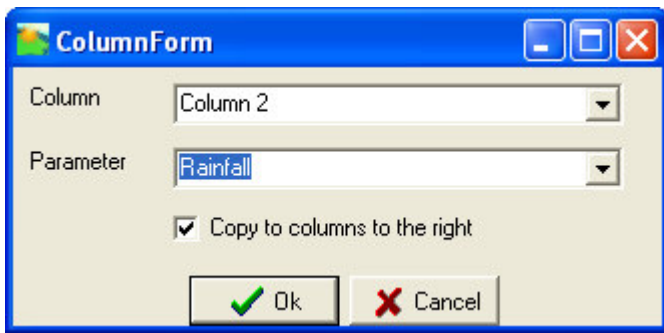 ColumnForm
Column
Column 2
Parameter
Rainfall
Copy to columns to the right
Ok
Cancel